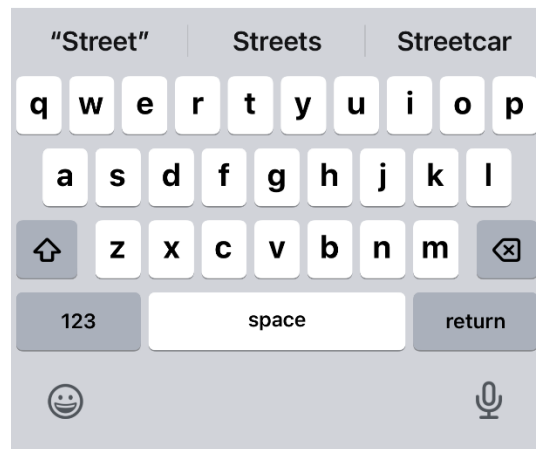 “Street” Streets Streetcar
q w e r t y u i o p
a s d f g h j k l
z x c v b n m
123 space return